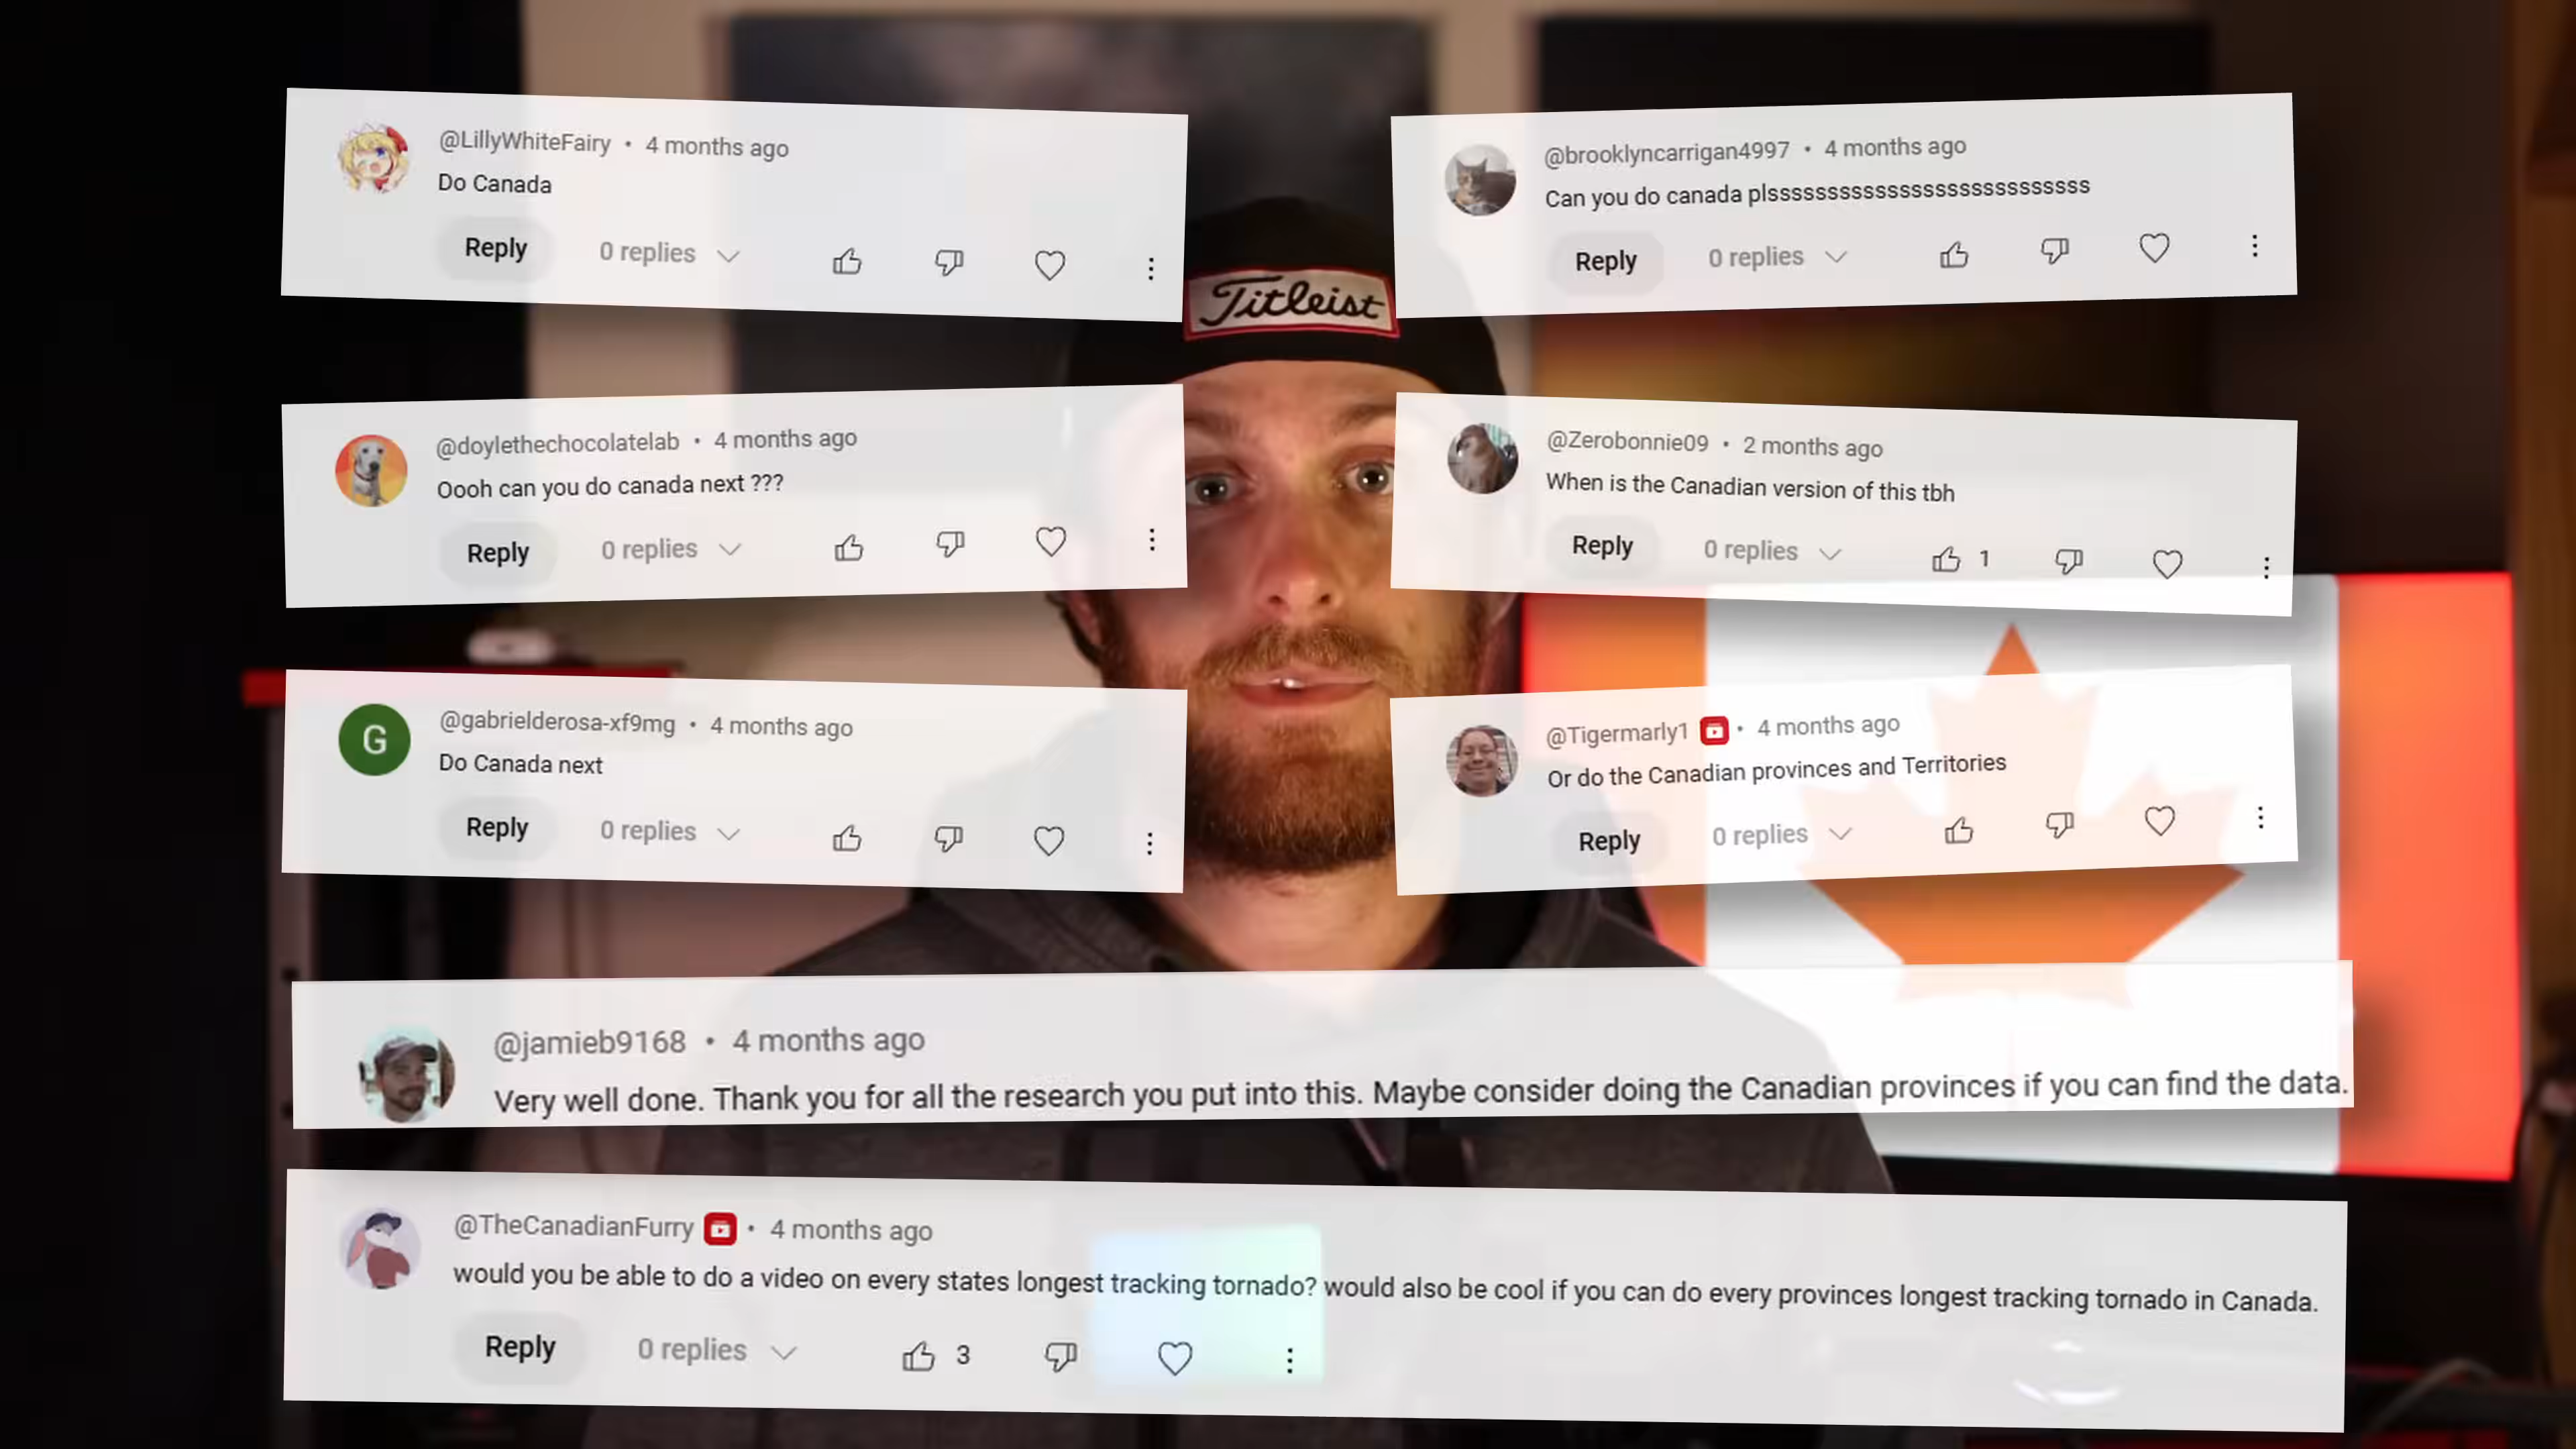 @LillyWhiteFairy • 4 months ago
Do Canada
Reply 0 replies
@brooklyncarrigan4997 • 4 months ago
Can you do canada plsssssssssssssssssssssssssss
Reply 0 replies
Titleist
@doylethechocolatelab • 4 months ago
Oooh can you do canada next ???
Reply 0 replies
@Zerobonnie09 • 2 months ago
When is the Canadian version of this tbh
Reply 0 replies 1
G
@gabrielderosa-xf9mg • 4 months ago
Do Canada next
Reply 0 replies
@Tigermarly1 • 4 months ago
Or do the Canadian provinces and Territories
Reply 0 replies
@jamieb9168 • 4 months ago
Very well done. Thank you for all the research you put into this. Maybe consider doing the Canadian provinces if you can find the data.
@TheCanadianFurry • 4 months ago
would you be able to do a video on every states longest tracking tornado? would also be cool if you can do every provinces longest tracking tornado in Canada.
Reply 0 replies 3